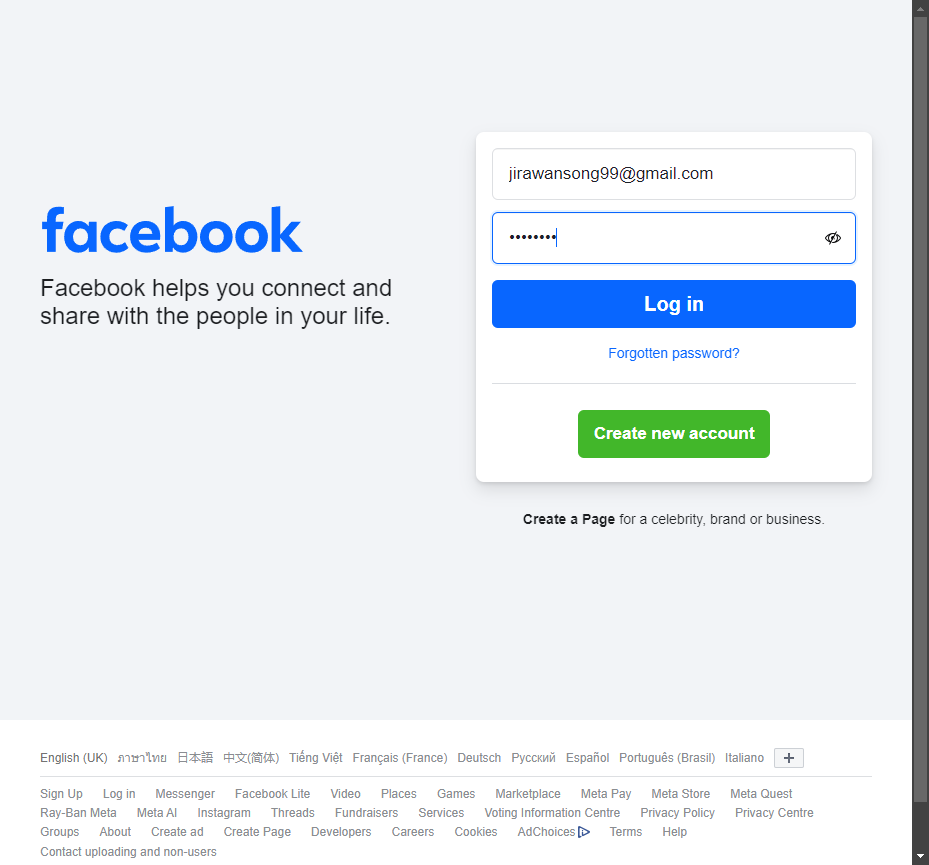 facebook
Facebook helps you connect and
share with the people in your life.
jirawansong99@gmail.com
••••••••
Log in
Forgotten password?
Create new account
Create a Page for a celebrity, brand or business.
English (UK) ภาษาไทย 日本語 中文(简体) Tiếng Việt Français (France) Deutsch Русский Español Português (Brasil) Italiano
Sign Up Log in Messenger Facebook Lite Video Places Games Marketplace Meta Pay Meta Store Meta Quest
Ray-Ban Meta Meta AI Instagram Threads Fundraisers Services Voting Information Centre Privacy Policy Privacy Centre
Groups About Create ad Create Page Developers Careers Cookies AdChoices Terms Help
Contact uploading and non-users